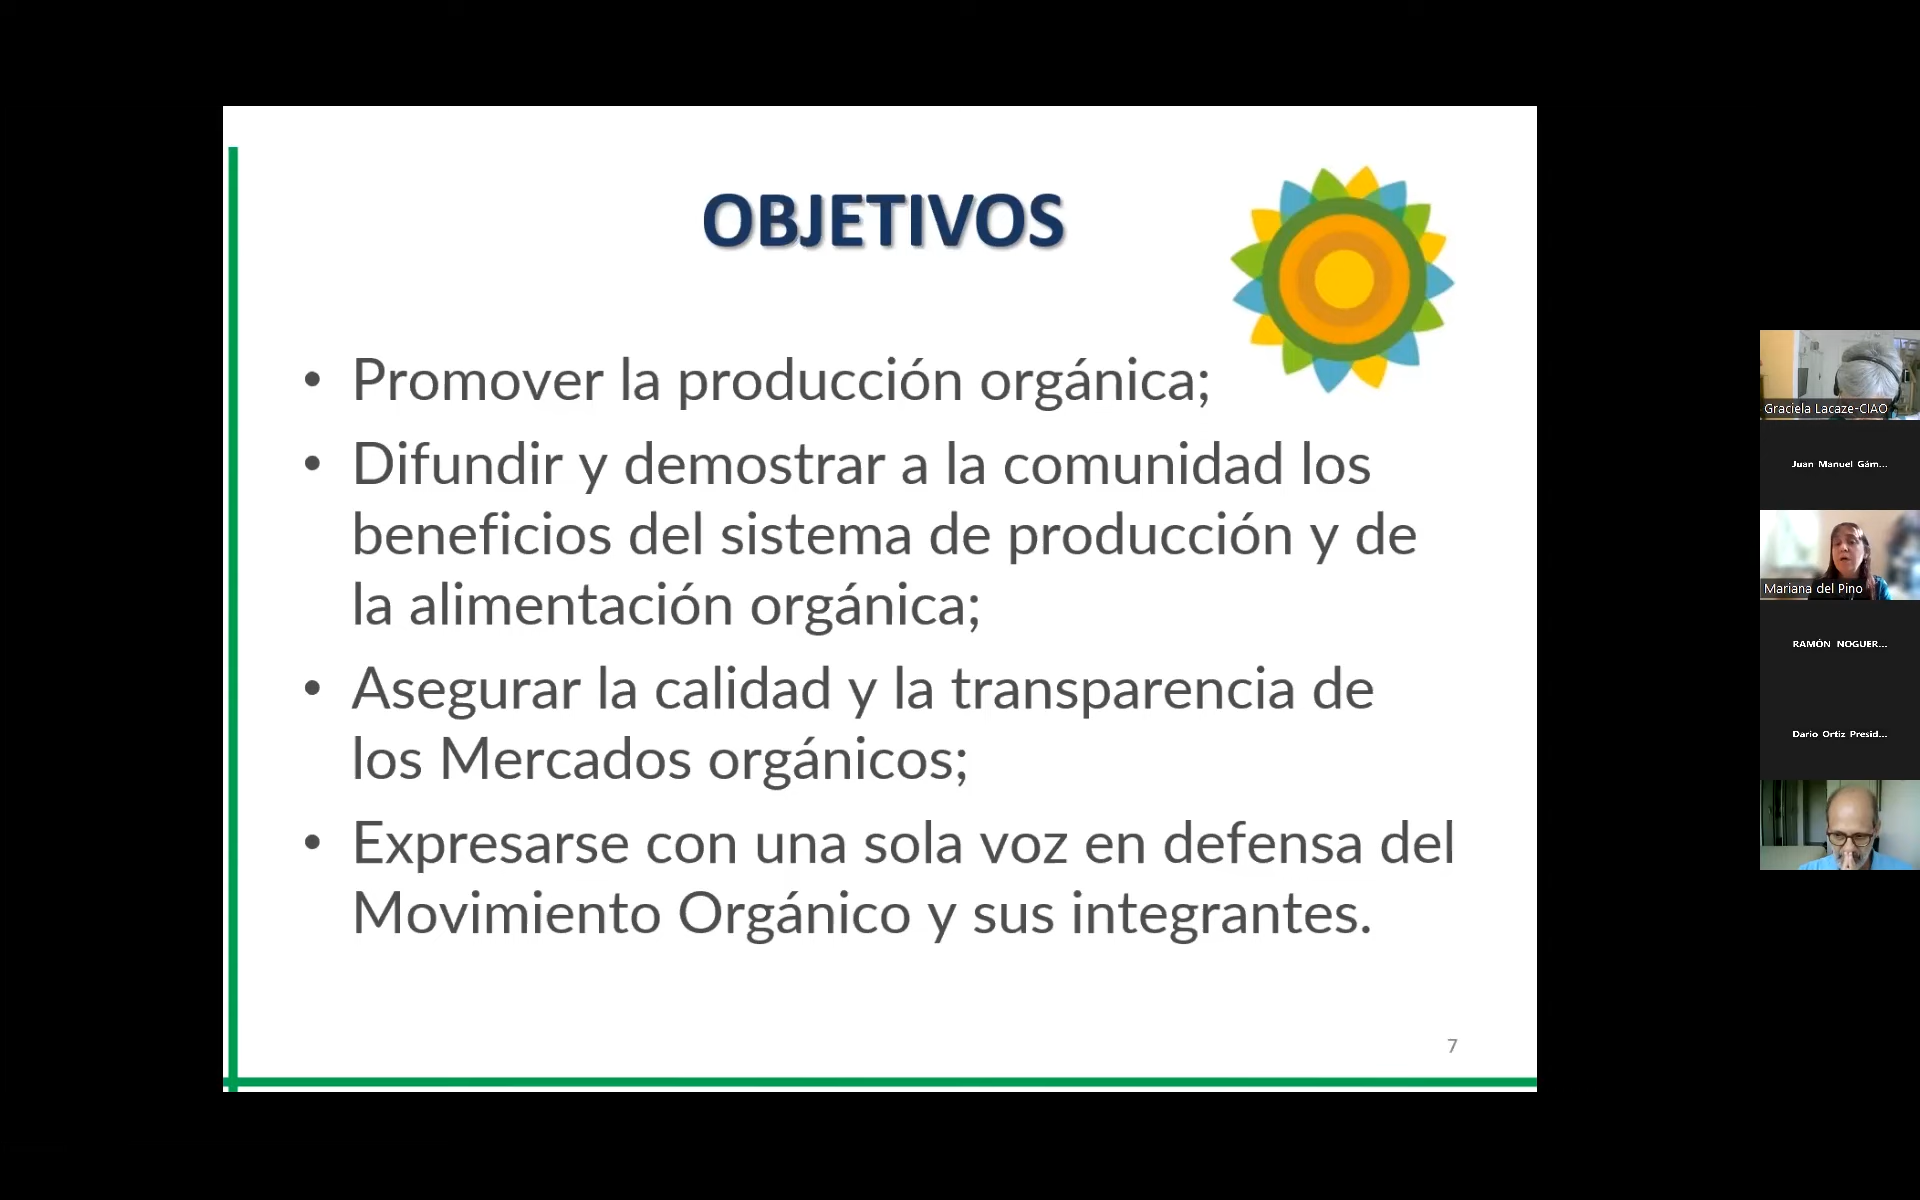 OBJETIVOS
• Promover la producción orgánica;
• Difundir y demostrar a la comunidad los
beneficios del sistema de producción y de
la alimentación orgánica;
• Asegurar la calidad y la transparencia de
los Mercados orgánicos;
• Expresarse con una sola voz en defensa del
Movimiento Orgánico y sus integrantes.
7
Graciela Lacaze-CIAO
Juan Manuel Gám...
Mariana del Pino
RAMÓN NOGUER...
Dario Ortiz Presid...